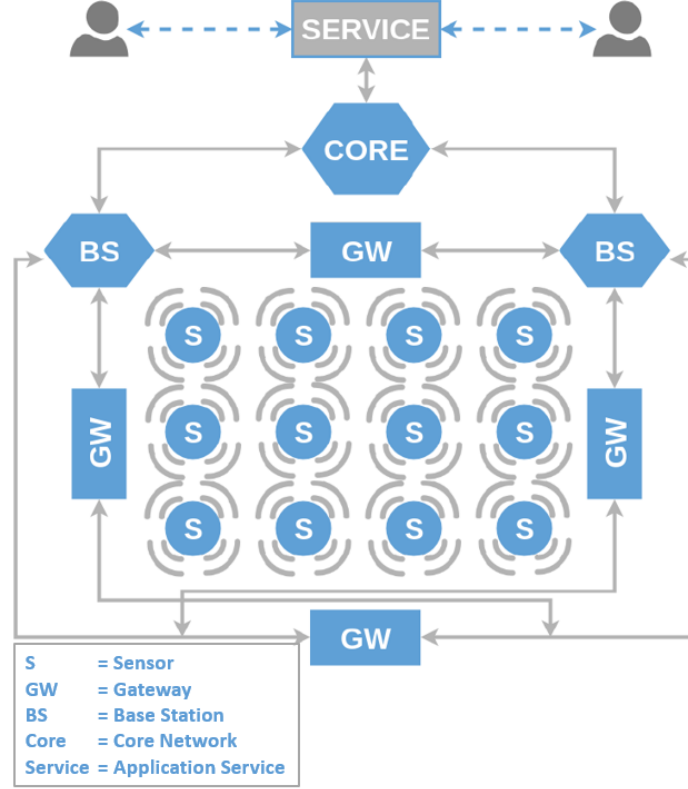 SERVICE
CORE
BS
GW
BS
S S S S
GW
S S S S
GW
S S S S
GW
S = Sensor
GW = Gateway
BS = Base Station
Core = Core Network
Service = Application Service